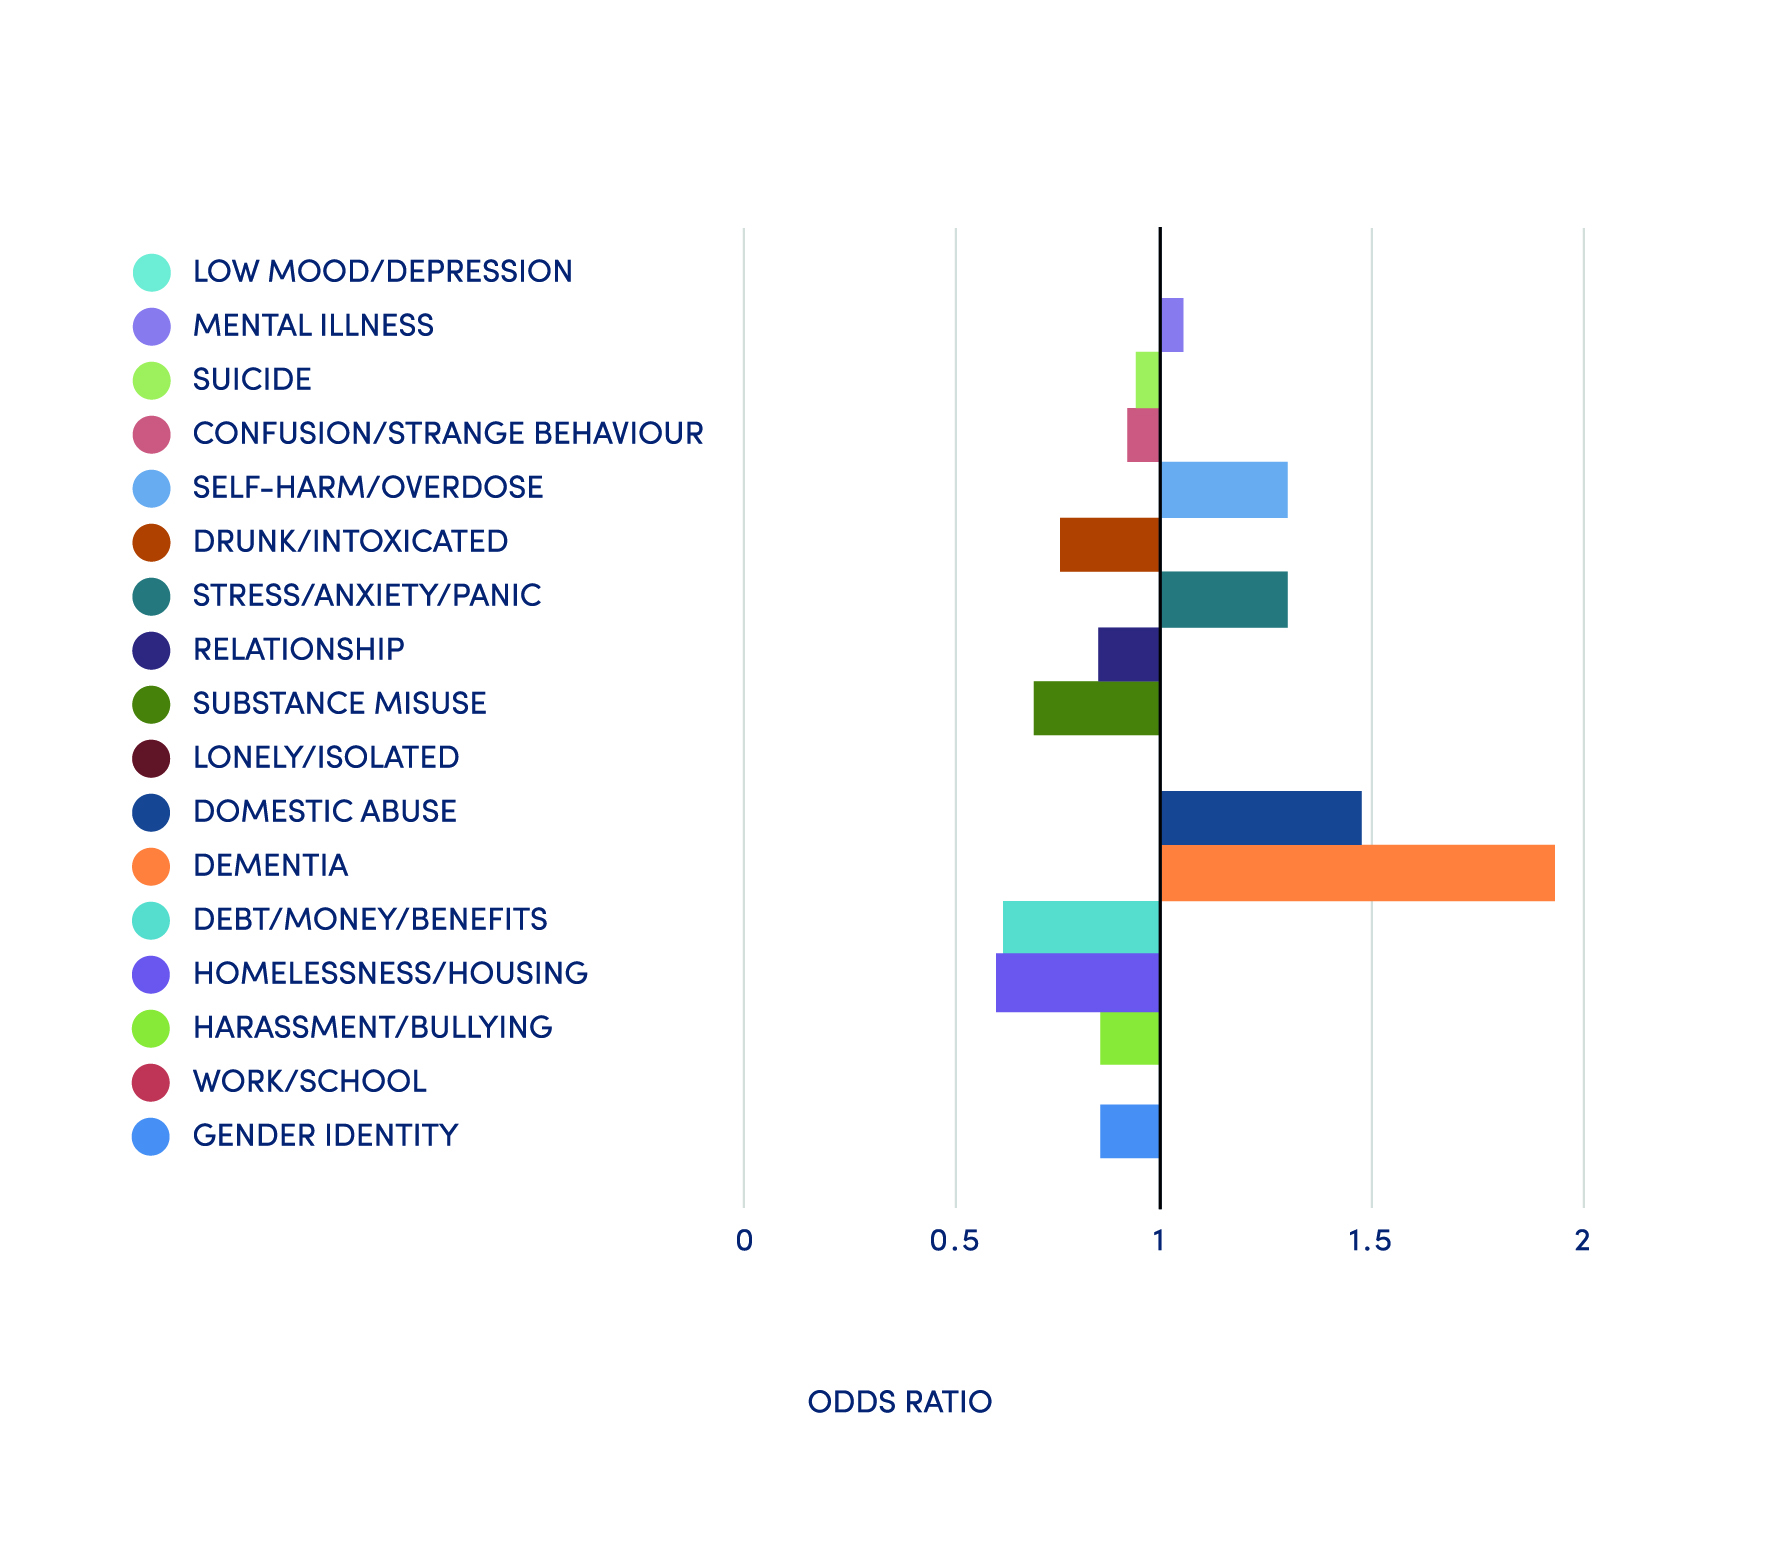 LOW MOOD/DEPRESSION
MENTAL ILLNESS
SUICIDE
CONFUSION/STRANGE BEHAVIOUR
SELF-HARM/OVERDOSE
DRUNK/INTOXICATED
STRESS/ANXIETY/PANIC
RELATIONSHIP
SUBSTANCE MISUSE
LONELY/ISOLATED
DOMESTIC ABUSE
DEMENTIA
DEBT/MONEY/BENEFITS
HOMELESSNESS/HOUSING
HARASSMENT/BULLYING
WORK/SCHOOL
GENDER IDENTITY
0 0.5 1 1.5 2
ODDS RATIO